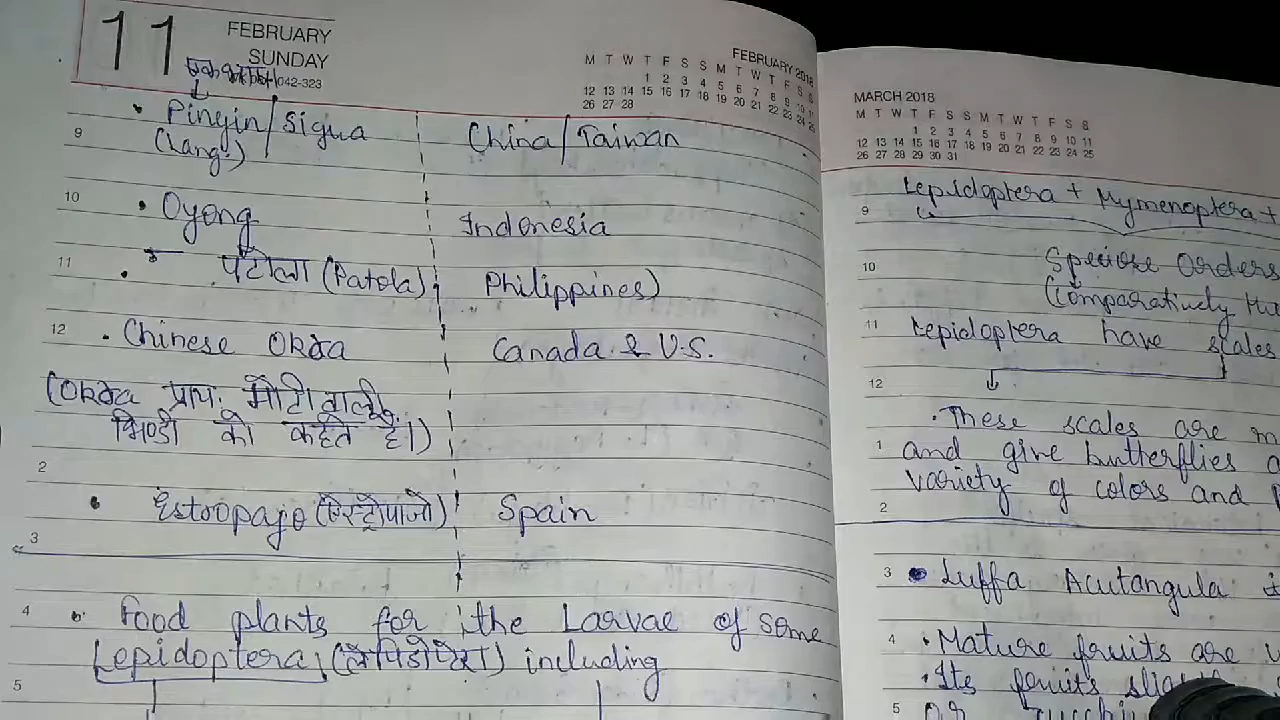 11
FEBRUARY
SUNDAY
042-323
FEBRUARY 2018
M T W T F S S M T W T F S S
1 2 3 4 5 6 7 8 9 10 11
12 13 14 15 16 17 18 19 20 21 22 23 24 25
26 27 28
9
• Pinyin/Sigua
China/Taiwan
(Lang.)
10
• Oyong
Indonesia
11
• पटोला (Patola)
Philippines)
12
• Chinese Okra
Canada & U.S.
(Okra प्रायः मोटी वाली
भिण्डी को कहते है।)
2
• Estropajo (ऐस्ट्रोपाजो)
Spain
3
4
• Food plants for the Larvae of some
Lepidoptera (लैपिडोप्टेरा) including
5
MARCH 2018
M T W T F S S M T W T F S S
1 2 3 4 5 6 7 8 9 10 11
12 13 14 15 16 17 18 19 20 21 22 23 24 25
26 27 28 29 30 31
Lepidoptera + Hymenoptera +
9
10
Speciose Orders
(Comparatively
11
Lepidoptera have scales
12
• These scales are
1
and give butterflies
variety of colors and
2
3
• Luffa Acutangula
4
• Mature fruits are
• Its fruits
5
or